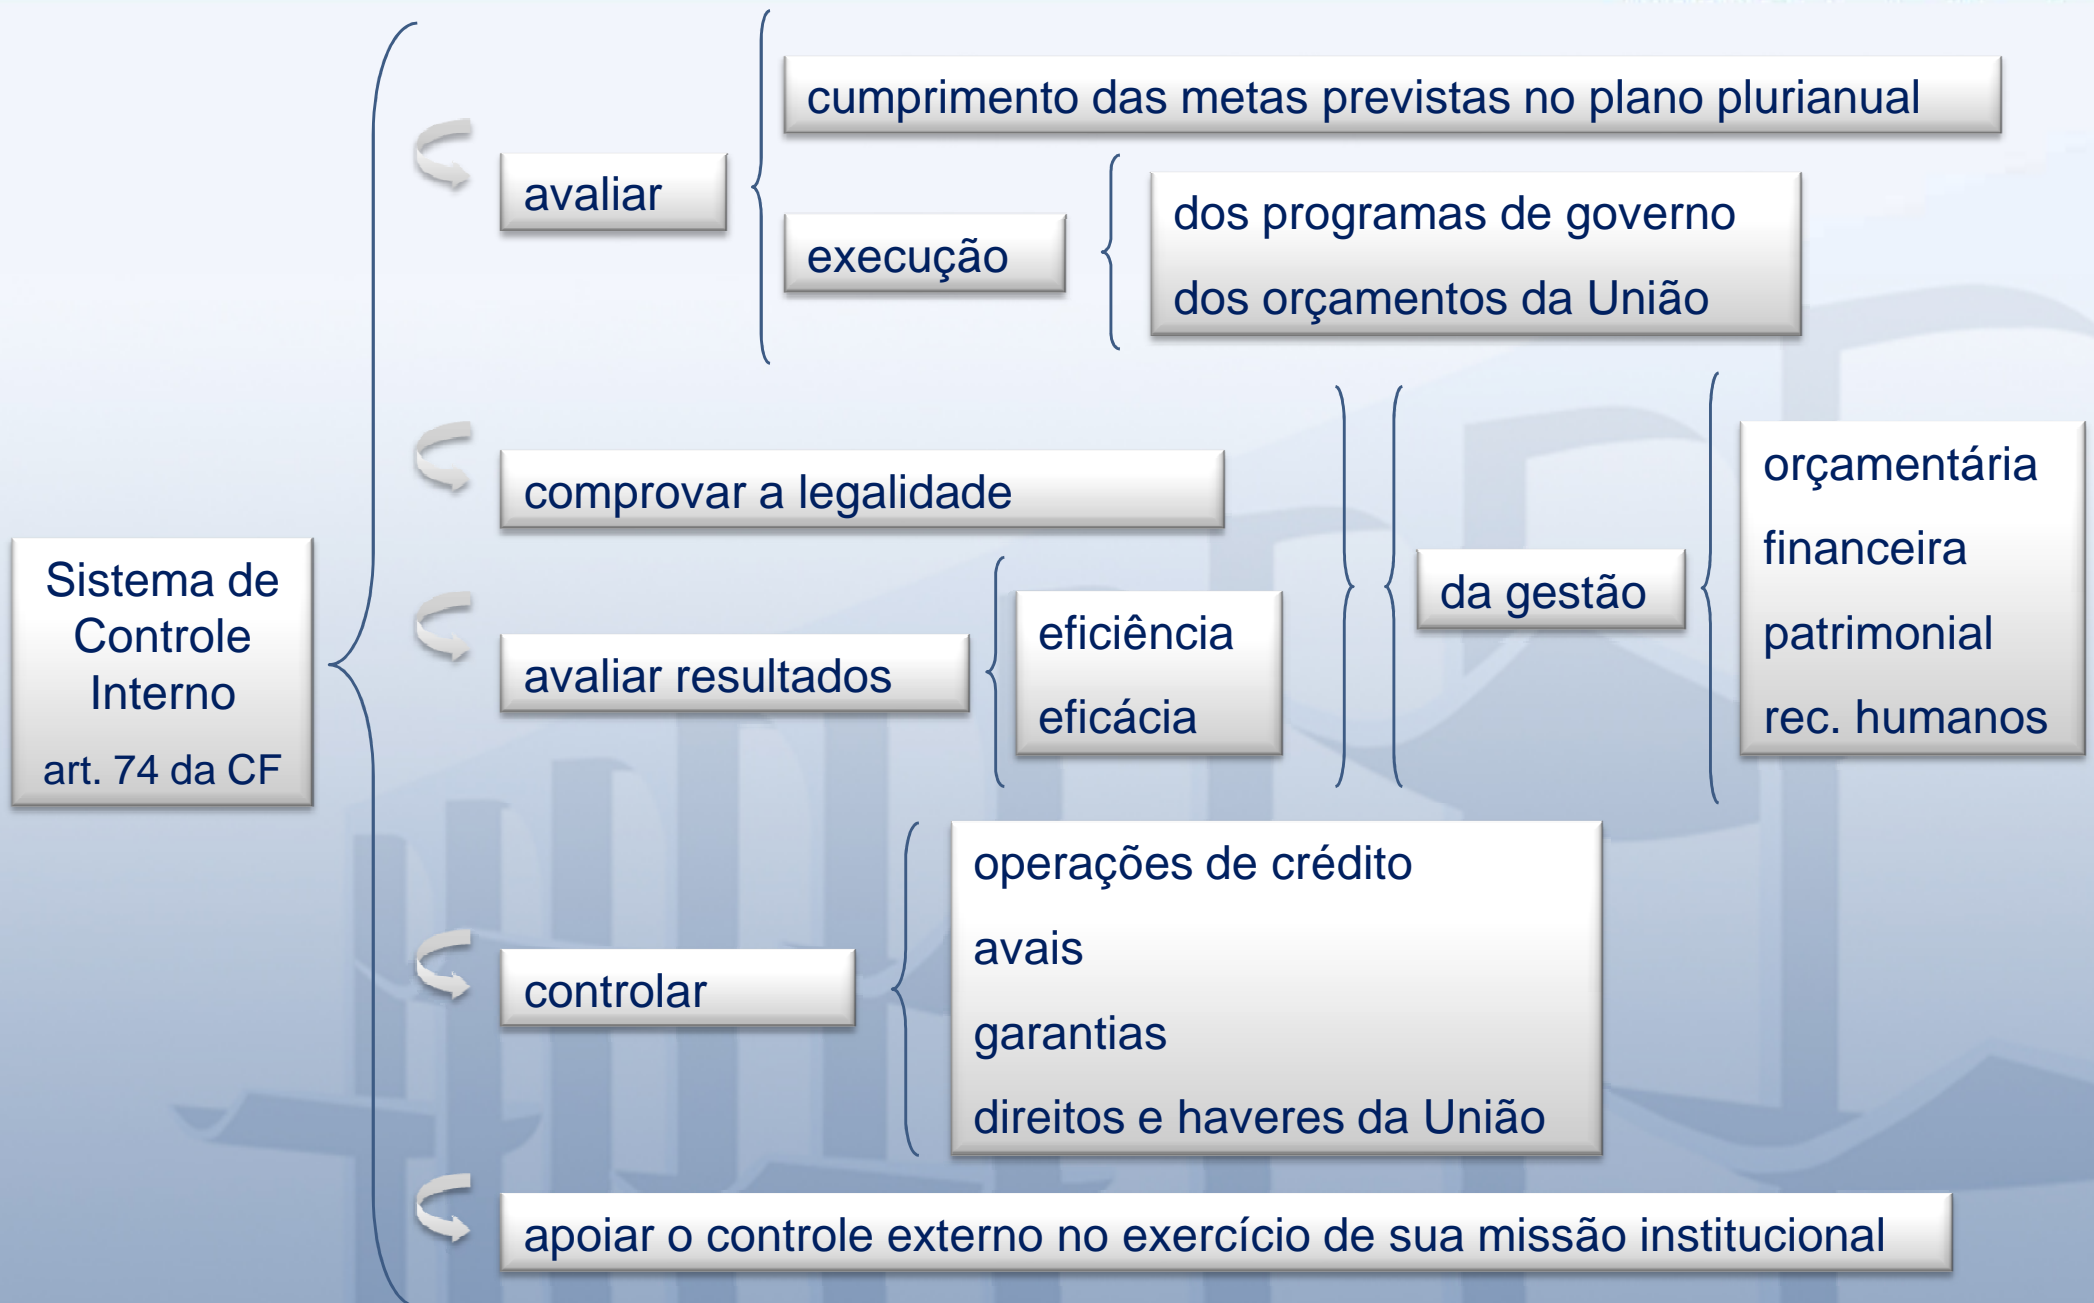 Sistema de
Controle
Interno
art. 74 da CF
avaliar
cumprimento das metas previstas no plano plurianual
execução
dos programas de governo
dos orçamentos da União
comprovar a legalidade
avaliar resultados
eficiência
eficácia
da gestão
orçamentária
financeira
patrimonial
rec. humanos
controlar
operações de crédito
avais
garantias
direitos e haveres da União
apoiar o controle externo no exercício de sua missão institucional